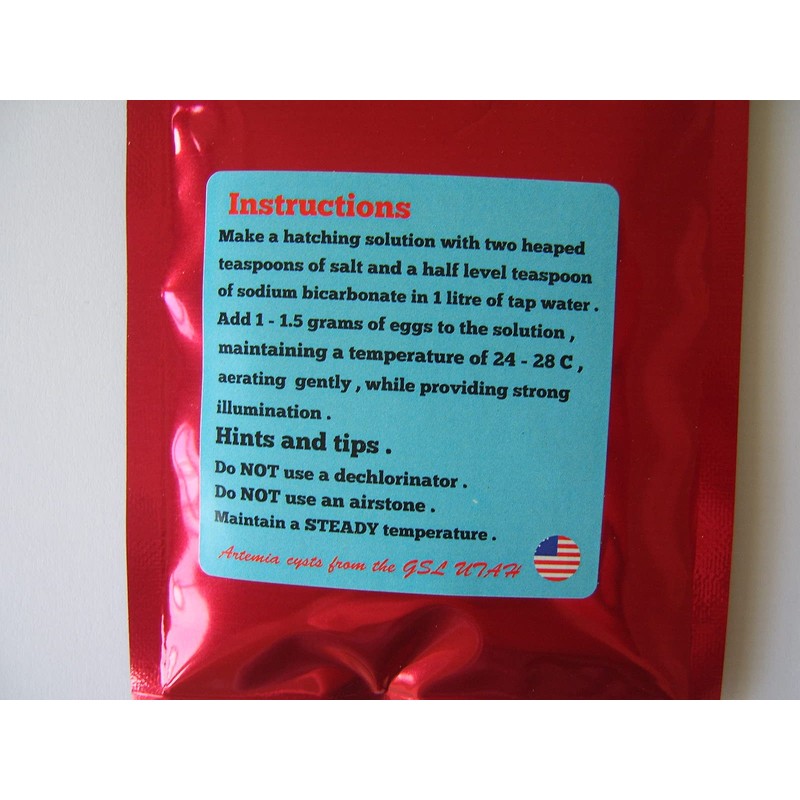 Instructions
Make a hatching solution with two heaped
teaspoons of salt and a half level teaspoon
of sodium bicarbonate in 1 litre of tap water .
Add 1 - 1.5 grams of eggs to the solution ,
maintaining a temperature of 24 - 28 C ,
aerating gently , while providing strong
illumination .
Hints and tips .
Do NOT use a dechlorinator .
Do NOT use an airstone .
Maintain a STEADY temperature .
Artemia cysts from the GSL UTAH